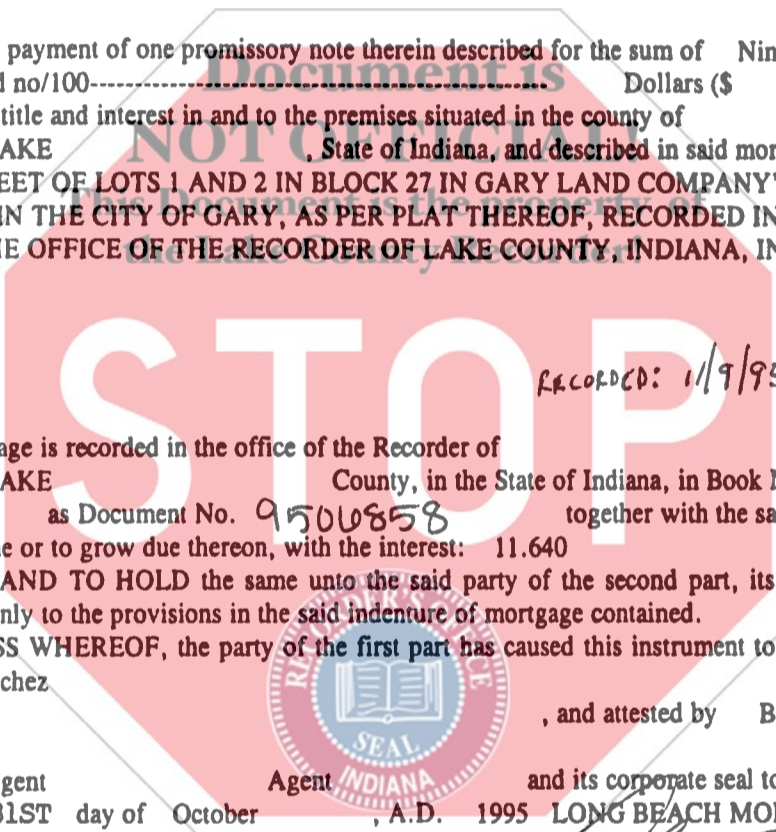 payment of one promissory note therein described for the sum of Nin
d no/100-------------------------------------------------- Dollars ($
title and interest in and to the premises situated in the county of
AKE , State of Indiana, and described in said mor
EET OF LOTS 1 AND 2 IN BLOCK 27 IN GARY LAND COMPANY'
IN THE CITY OF GARY, AS PER PLAT THEREOF, RECORDED IN
IE OFFICE OF THE RECORDER OF LAKE COUNTY, INDIANA, IN
Document is
NOT OFFICIAL!
This Document is the property of
the Lake County Recorder!
STOP
RECORDED: 11/9/95
age is recorded in the office of the Recorder of
AKE County, in the State of Indiana, in Book N
as Document No. 9506858 together with the sa
e or to grow due thereon, with the interest: 11.640
AND TO HOLD the same unto the said party of the second part, its
nly to the provisions in the said indenture of mortgage contained.
SS WHEREOF, the party of the first part has caused this instrument to
chez
, and attested by B
gent Agent and its corporate seal to
31ST day of October , A.D. 1995 LONG BEACH MOR
RECORDER'S OFFICE
SEAL
INDIANA